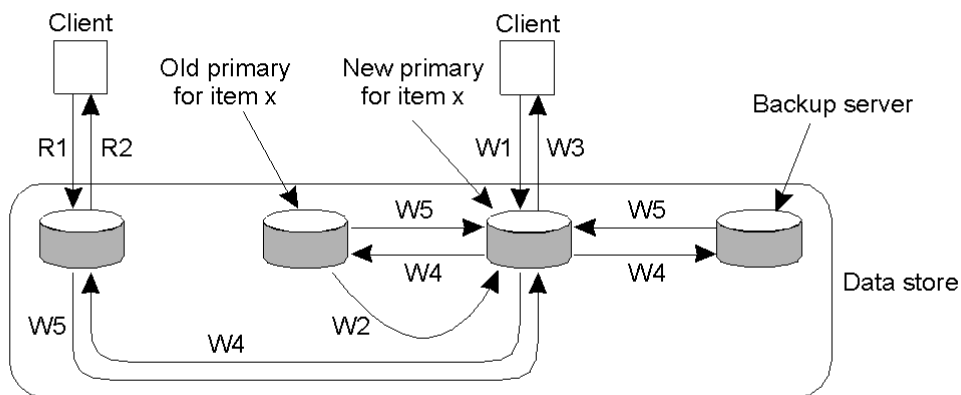 Client
Client
Old primary
for item x
New primary
for item x
Backup server
R1
R2
W1
W3
W5
W5
W4
W4
Data store
W5
W2
W4